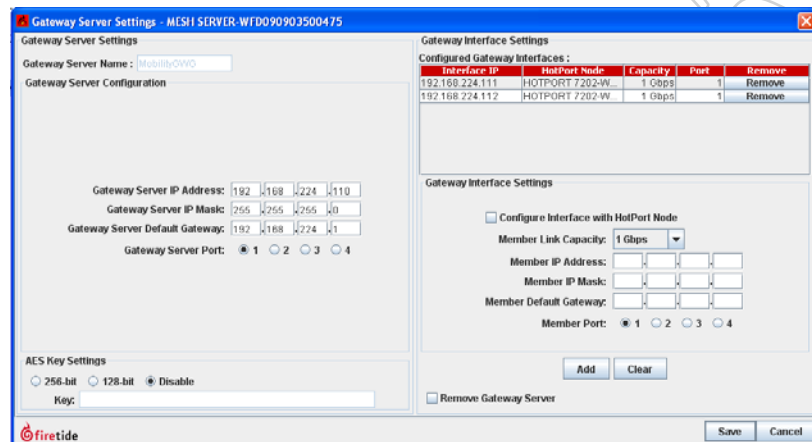 Gateway Server Settings - MESH SERVER-WFD090903500475
Gateway Server Settings
Gateway Server Name :
Gateway Server Configuration
Gateway Server IP Address: 192 . 168 . 224 . 110
Gateway Server IP Mask: 255 . 255 . 255 . 0
Gateway Server Default Gateway: 192 . 168 . 224 . 1
Gateway Server Port: 1 2 3 4
AES Key Settings
256-bit 128-bit Disable
Key:
Gateway Interface Settings
Configured Gateway Interfaces :
Interface IP HotPort Node Capacity Port Remove
192.168.224.111 HOTPORT 7202-W... 1 Gbps 1 Remove
192.168.224.112 HOTPORT 7202-W... 1 Gbps 1 Remove
Gateway Interface Settings
Configure Interface with HotPort Node
Member Link Capacity: 1 Gbps
Member IP Address: . . .
Member IP Mask: . . .
Member Default Gateway: . . .
Member Port: 1 2 3 4
Add Clear
Remove Gateway Server
firetide
Save Cancel